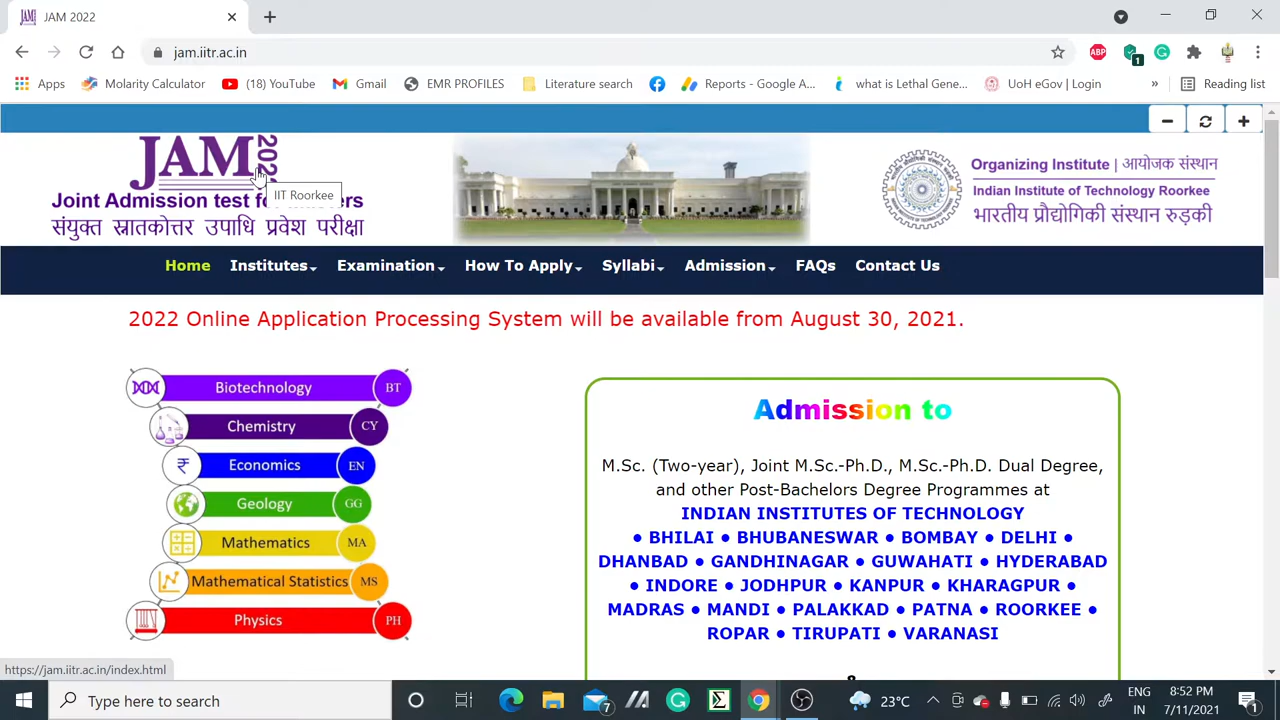 JAM 2022
jam.iitr.ac.in
ABP
1
Apps
Molarity Calculator
(18) YouTube
Gmail
EMR PROFILES
Literature search
Reports - Google A...
what is Lethal Gene...
UoH eGov | Login
»
Reading list
JAM 202
IIT Roorkee
Joint Admission test f ers
संयुक्त स्नातकोत्तर उपाधि प्रवेश परीक्षा
Organizing Institute | आयोजक संस्थान
Indian Institute of Technology Roorkee
भारतीय प्रौद्योगिकी संस्थान रुड़की
Home Institutes Examination How To Apply Syllabi Admission FAQs Contact Us
2022 Online Application Processing System will be available from August 30, 2021.
Biotechnology BT
Chemistry CY
₹ Economics EN
Geology GG
Mathematics MA
Mathematical Statistics MS
Physics PH
Admission to
M.Sc. (Two-year), Joint M.Sc.-Ph.D., M.Sc.-Ph.D. Dual Degree,
and other Post-Bachelors Degree Programmes at
INDIAN INSTITUTES OF TECHNOLOGY
• BHILAI • BHUBANESWAR • BOMBAY • DELHI •
DHANBAD • GANDHINAGAR • GUWAHATI • HYDERABAD
• INDORE • JODHPUR • KANPUR • KHARAGPUR •
MADRAS • MANDI • PALAKKAD • PATNA • ROORKEE •
ROPAR • TIRUPATI • VARANASI
https://jam.iitr.ac.in/index.html
Type here to search
7
23°C
ENG
IN
8:52 PM
7/11/2021
1